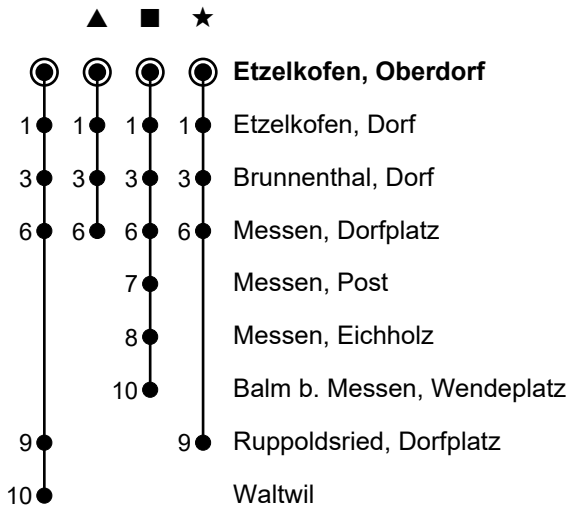 ▲ ■ ★
Etzelkofen, Oberdorf
1 1 1 1 Etzelkofen, Dorf
3 3 3 3 Brunnenthal, Dorf
6 6 6 6 Messen, Dorfplatz
7 Messen, Post
8 Messen, Eichholz
10 Balm b. Messen, Wendeplatz
9 9 Ruppoldsried, Dorfplatz
10 Waltwil